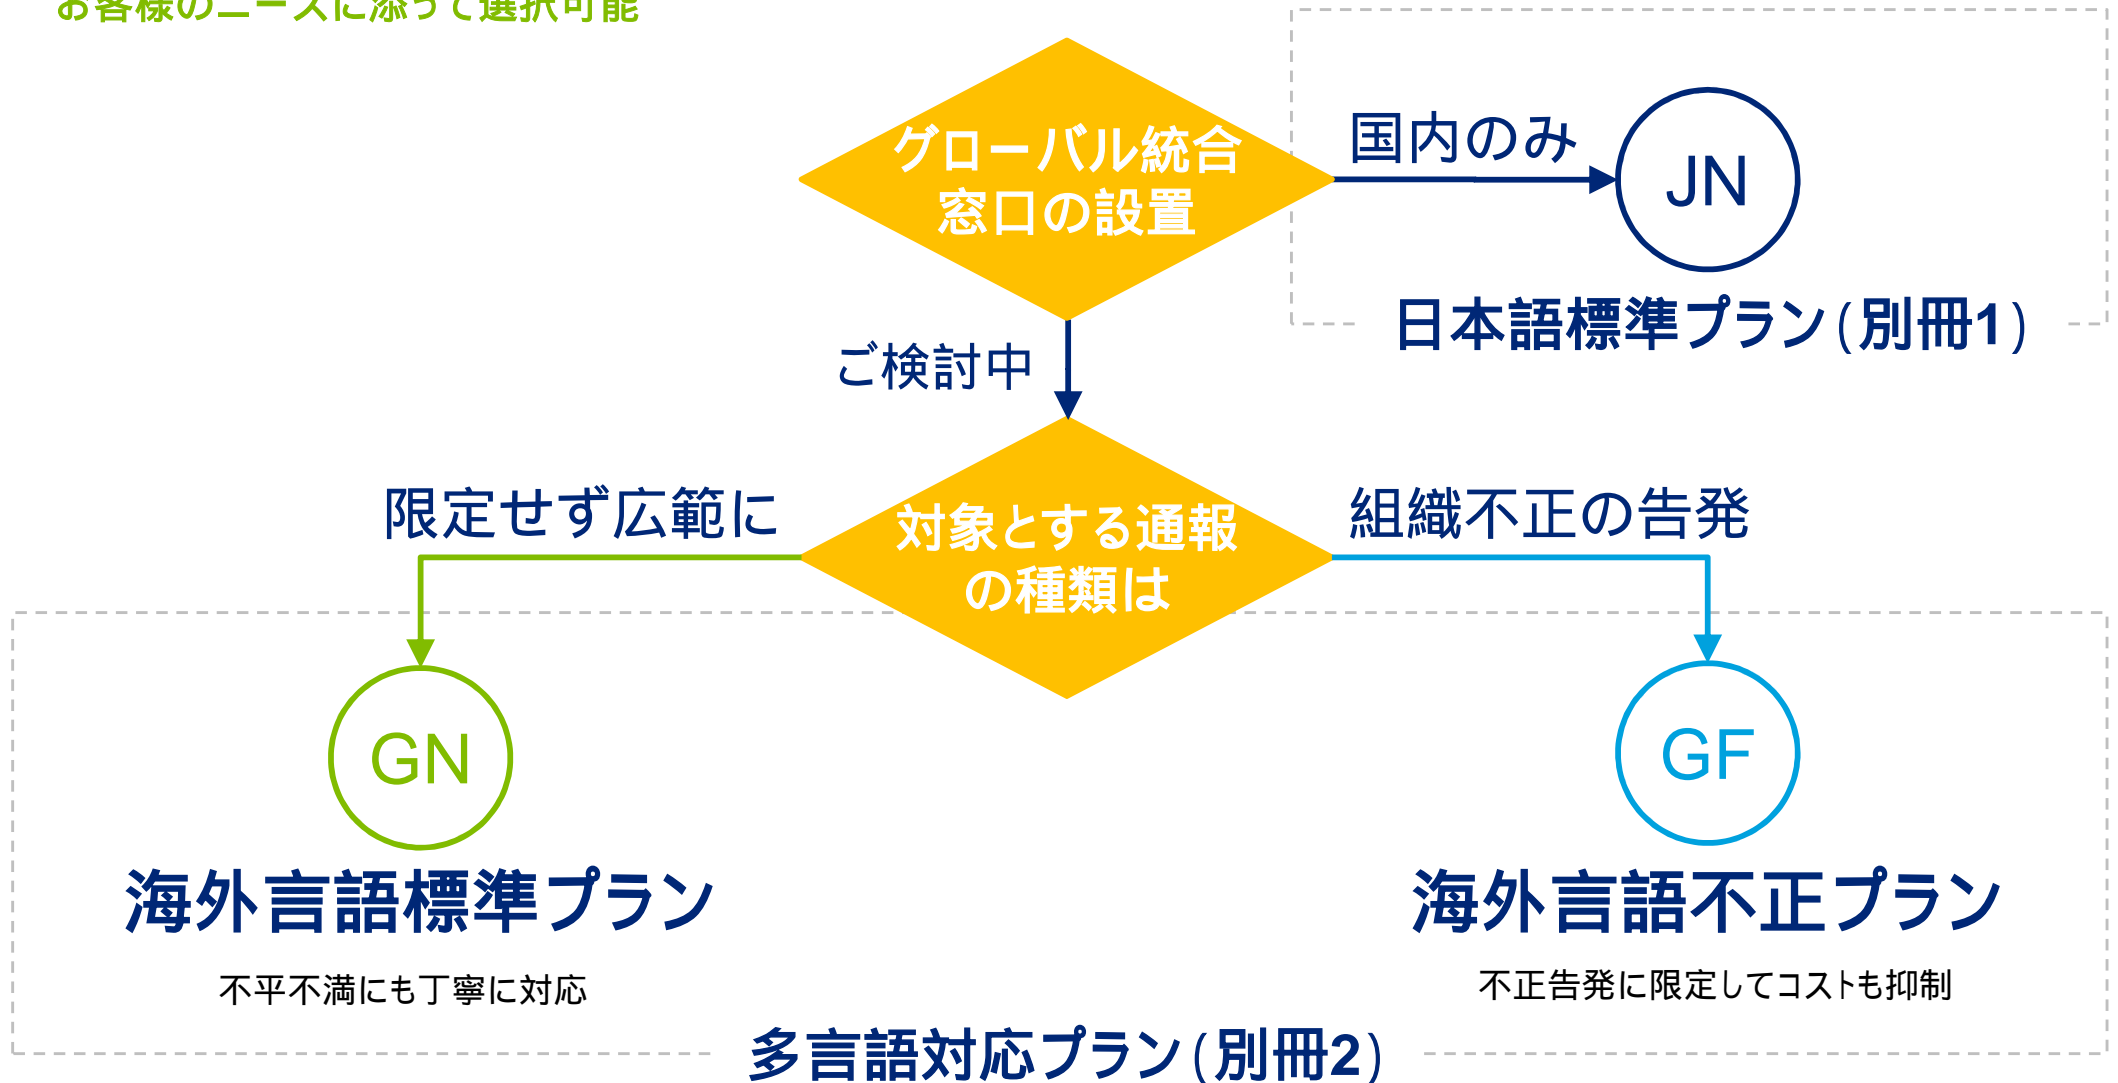 お客様のニーズに添って選択可能
グローバル統合
窓口の設置
国内のみ
JN
日本語標準プラン(別冊1)
ご検討中
限定せず広範に
対象とする通報
の種類は
組織不正の告発
GN
GF
海外言語標準プラン
海外言語不正プラン
不平不満にも丁寧に対応
不正告発に限定してコストも抑制
多言語対応プラン(別冊2)